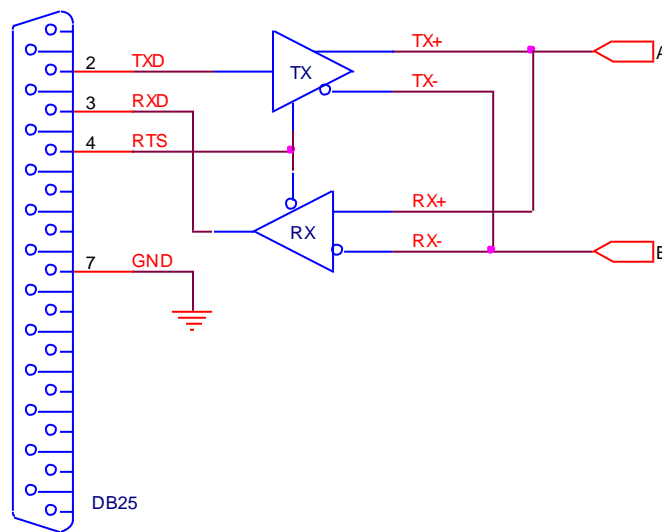 TX+
A
2
TXD
TX
TX-
3
RXD
4
RTS
RX+
RX
RX-
B
7
GND
DB25